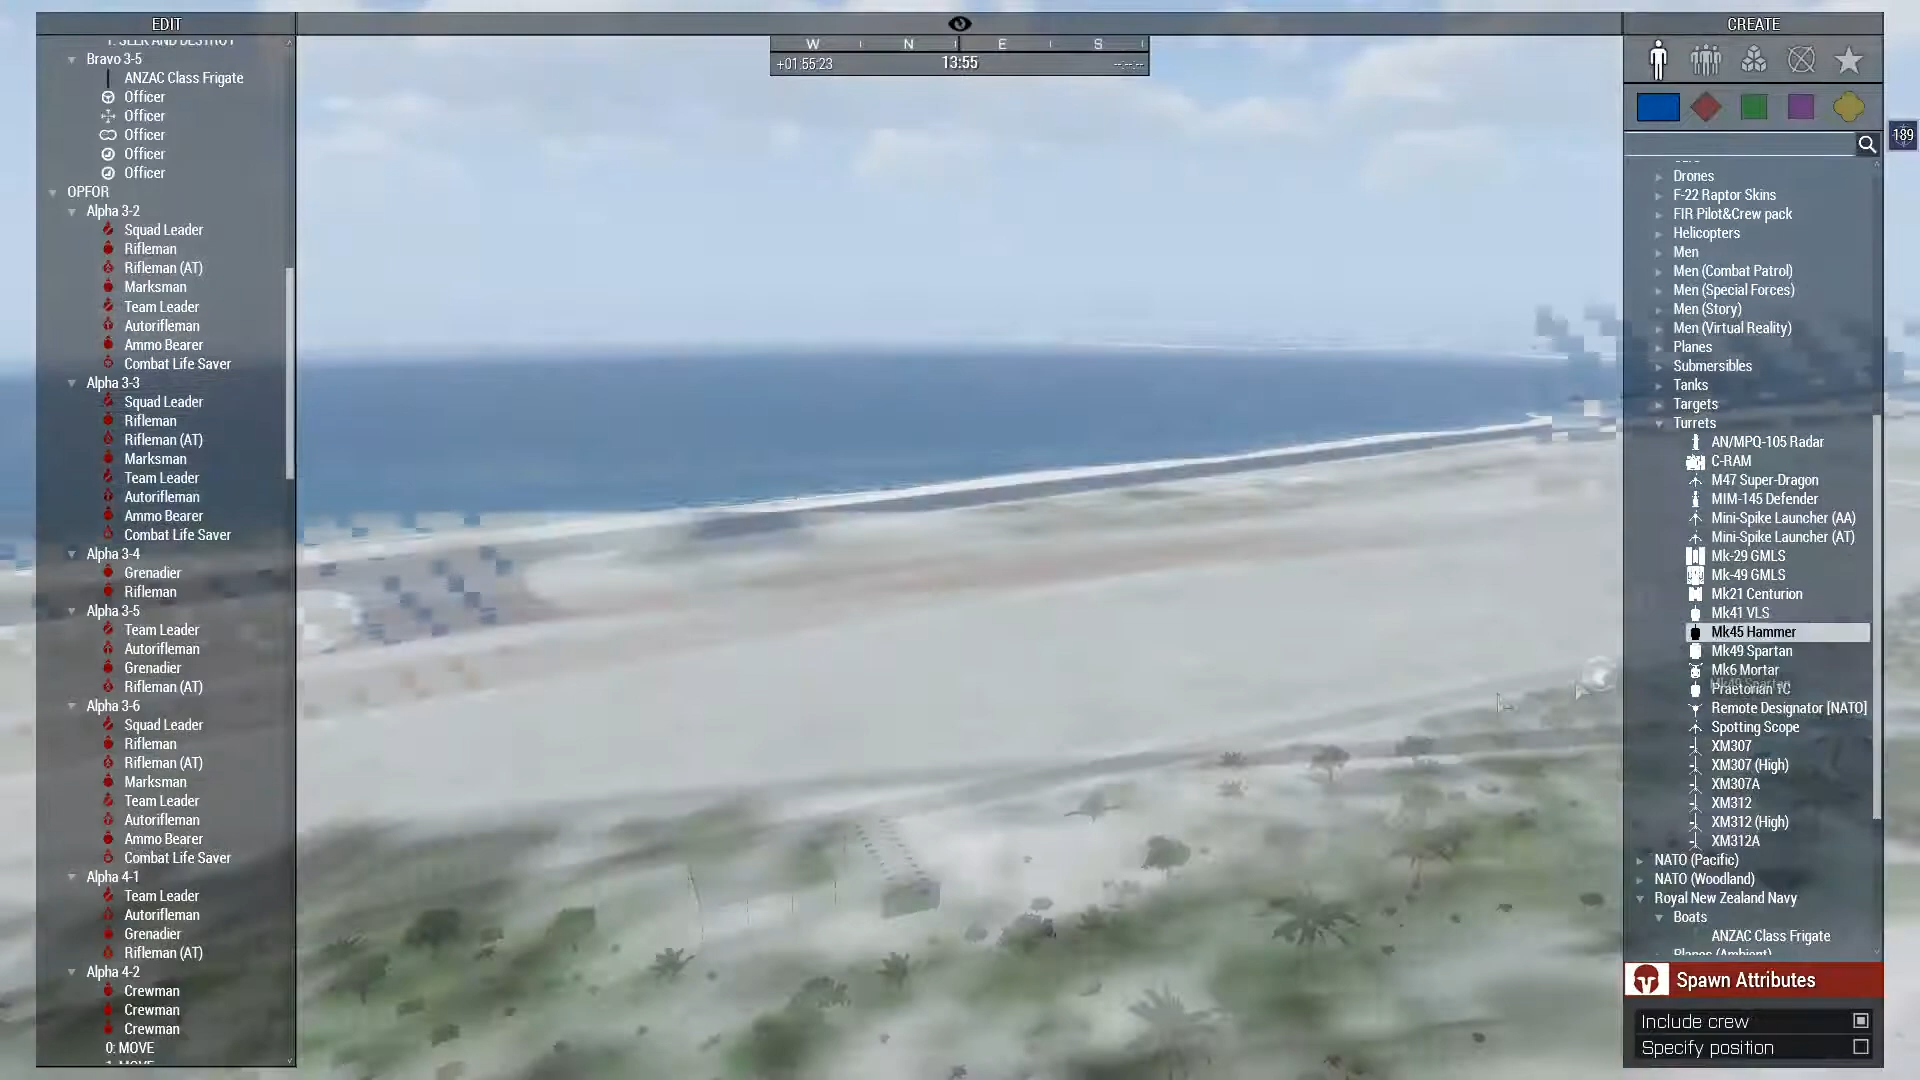 EDIT
1: SEEK AND DESTROY
Bravo 3-5
ANZAC Class Frigate
Officer
Officer
Officer
Officer
Officer
OPFOR
Alpha 3-2
Squad Leader
Rifleman
Rifleman (AT)
Marksman
Team Leader
Autorifleman
Ammo Bearer
Combat Life Saver
Alpha 3-3
Squad Leader
Rifleman
Rifleman (AT)
Marksman
Team Leader
Autorifleman
Ammo Bearer
Combat Life Saver
Alpha 3-4
Grenadier
Rifleman
Alpha 3-5
Team Leader
Autorifleman
Grenadier
Rifleman (AT)
Alpha 3-6
Squad Leader
Rifleman
Rifleman (AT)
Marksman
Team Leader
Autorifleman
Ammo Bearer
Combat Life Saver
Alpha 4-1
Team Leader
Autorifleman
Grenadier
Rifleman (AT)
Alpha 4-2
Crewman
Crewman
Crewman
0: MOVE
1: MOVE
W N E S
+01:55:23 13:55 --:--:--
CREATE
189
Drones
F-22 Raptor Skins
FIR Pilot&Crew pack
Helicopters
Men
Men (Combat Patrol)
Men (Special Forces)
Men (Story)
Men (Virtual Reality)
Planes
Submersibles
Tanks
Targets
Turrets
AN/MPQ-105 Radar
C-RAM
M47 Super-Dragon
MIM-145 Defender
Mini-Spike Launcher (AA)
Mini-Spike Launcher (AT)
Mk-29 GMLS
Mk-49 GMLS
Mk21 Centurion
Mk41 VLS
Mk45 Hammer
Mk49 Spartan
Mk6 Mortar
Mk49 Spartan
Praetorian 1C
Remote Designator [NATO]
Spotting Scope
XM307
XM307 (High)
XM307A
XM312
XM312 (High)
XM312A
NATO (Pacific)
NATO (Woodland)
Royal New Zealand Navy
Boats
ANZAC Class Frigate
Planes (Ambient)
Spawn Attributes
Include crew
Specify position